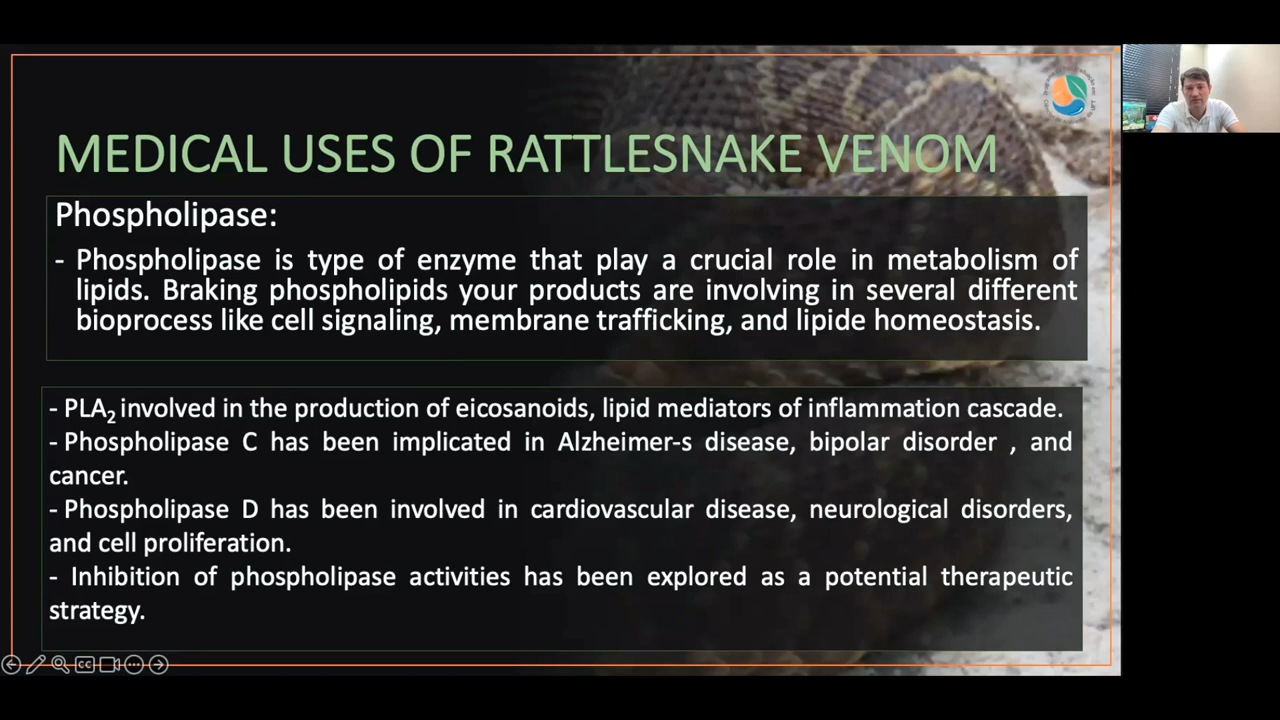 MEDICAL USES OF RATTLESNAKE VENOM
Phospholipase:
- Phospholipase is type of enzyme that play a crucial role in metabolism of
lipids. Braking phospholipids your products are involving in several different
bioprocess like cell signaling, membrane trafficking, and lipide homeostasis.
- PLA2 involved in the production of eicosanoids, lipid mediators of inflammation cascade.
- Phospholipase C has been implicated in Alzheimer-s disease, bipolar disorder , and
cancer.
- Phospholipase D has been involved in cardiovascular disease, neurological disorders,
and cell proliferation.
- Inhibition of phospholipase activities has been explored as a potential therapeutic
strategy.
CC